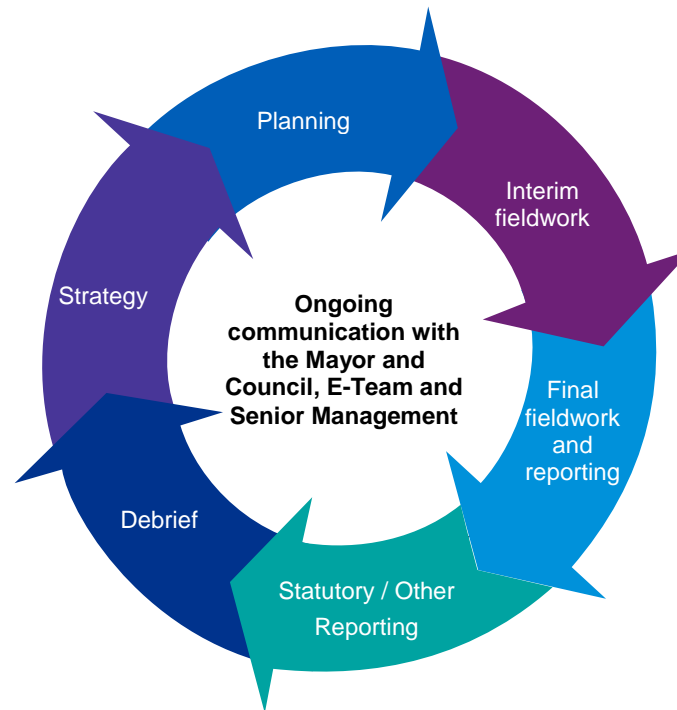 Planning
Interim
fieldwork
Strategy
Ongoing
communication with
the Mayor and
Council, E-Team and
Senior Management
Final
fieldwork
and
reporting
Debrief
Statutory / Other
Reporting